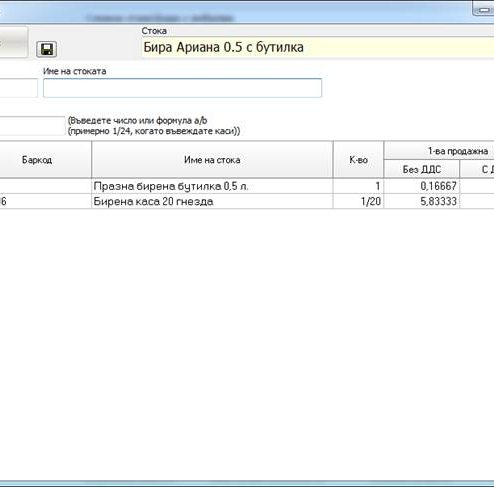 Стока
Бира Ариана 0.5 с бутилка
Име на стоката
(Въведете число или формула a/b
(примерно 1/24, когато въвеждате каси))
Баркод Име на стока К-во 1-ва продажна
Без ДДС С Д
Празна бирена бутилка 0,5 л. 1 0,16667
6 Бирена каса 20 гнезда 1/20 5,83333